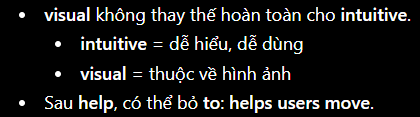 • visual không thay thế hoàn toàn cho intuitive.
• intuitive = dễ hiểu, dễ dùng
• visual = thuộc về hình ảnh
• Sau help, có thể bỏ to: helps users move.